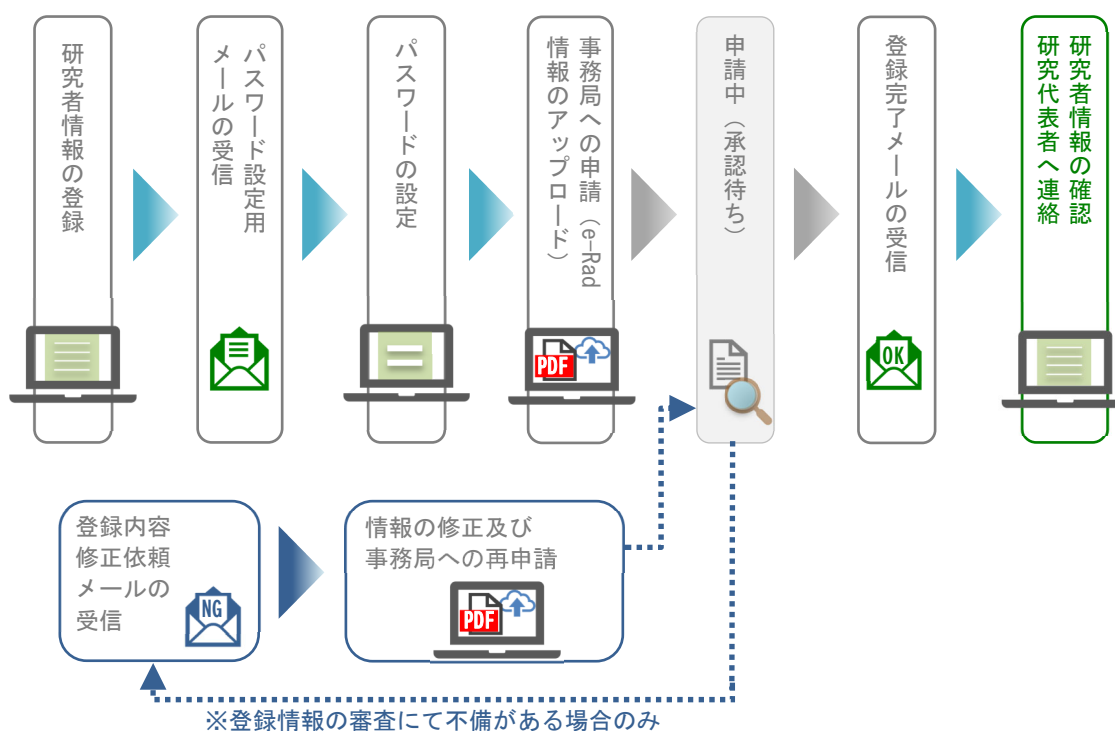 研究者情報の登録
パスワード設定用
メールの受信
パスワードの設定
事務局への申請（e-Rad
情報のアップロード）
申請中（承認待ち）
登録完了メールの受信
研究者情報の確認
研究代表者へ連絡
PDF
OK
登録内容
修正依頼
メールの
受信
NG
情報の修正及び
事務局への再申請
PDF
※登録情報の審査にて不備がある場合のみ